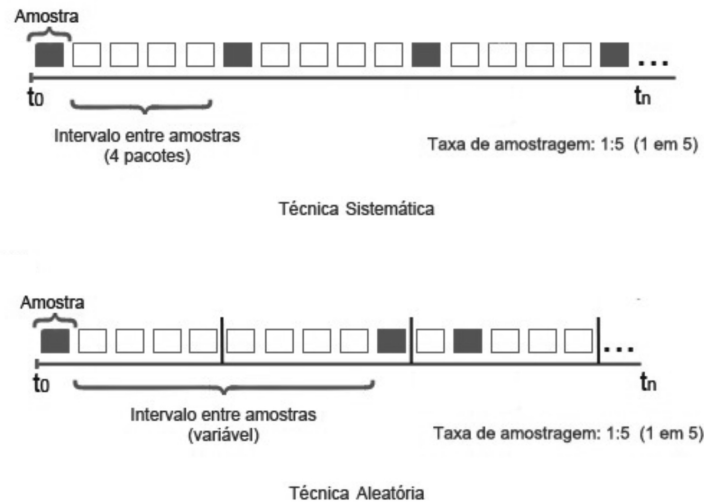 Amostra
...
t0
tn
Intervalo entre amostras
(4 pacotes)
Taxa de amostragem: 1:5 (1 em 5)
Técnica Sistemática
Amostra
...
t0
tn
Intervalo entre amostras
(variável)
Taxa de amostragem: 1:5 (1 em 5)
Técnica Aleatória